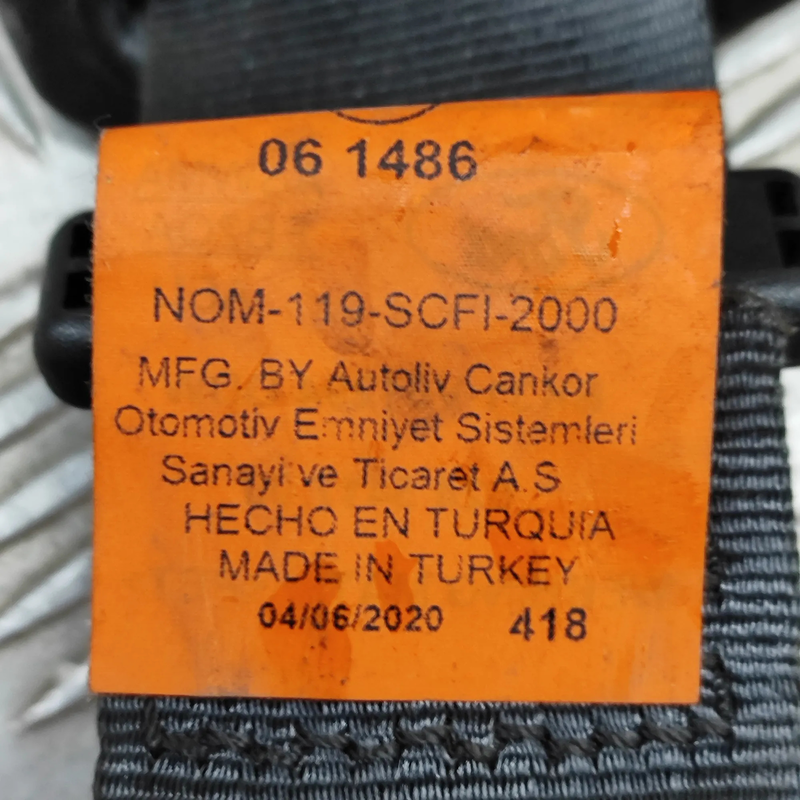 06 1486
NOM-119-SCFI-2000
MFG. BY Autoliv Cankor
Otomotiv Emniyet Sistemleri
Sanayi ve Ticaret A.S
HECHO EN TURQUIA
MADE IN TURKEY
04/06/2020 418